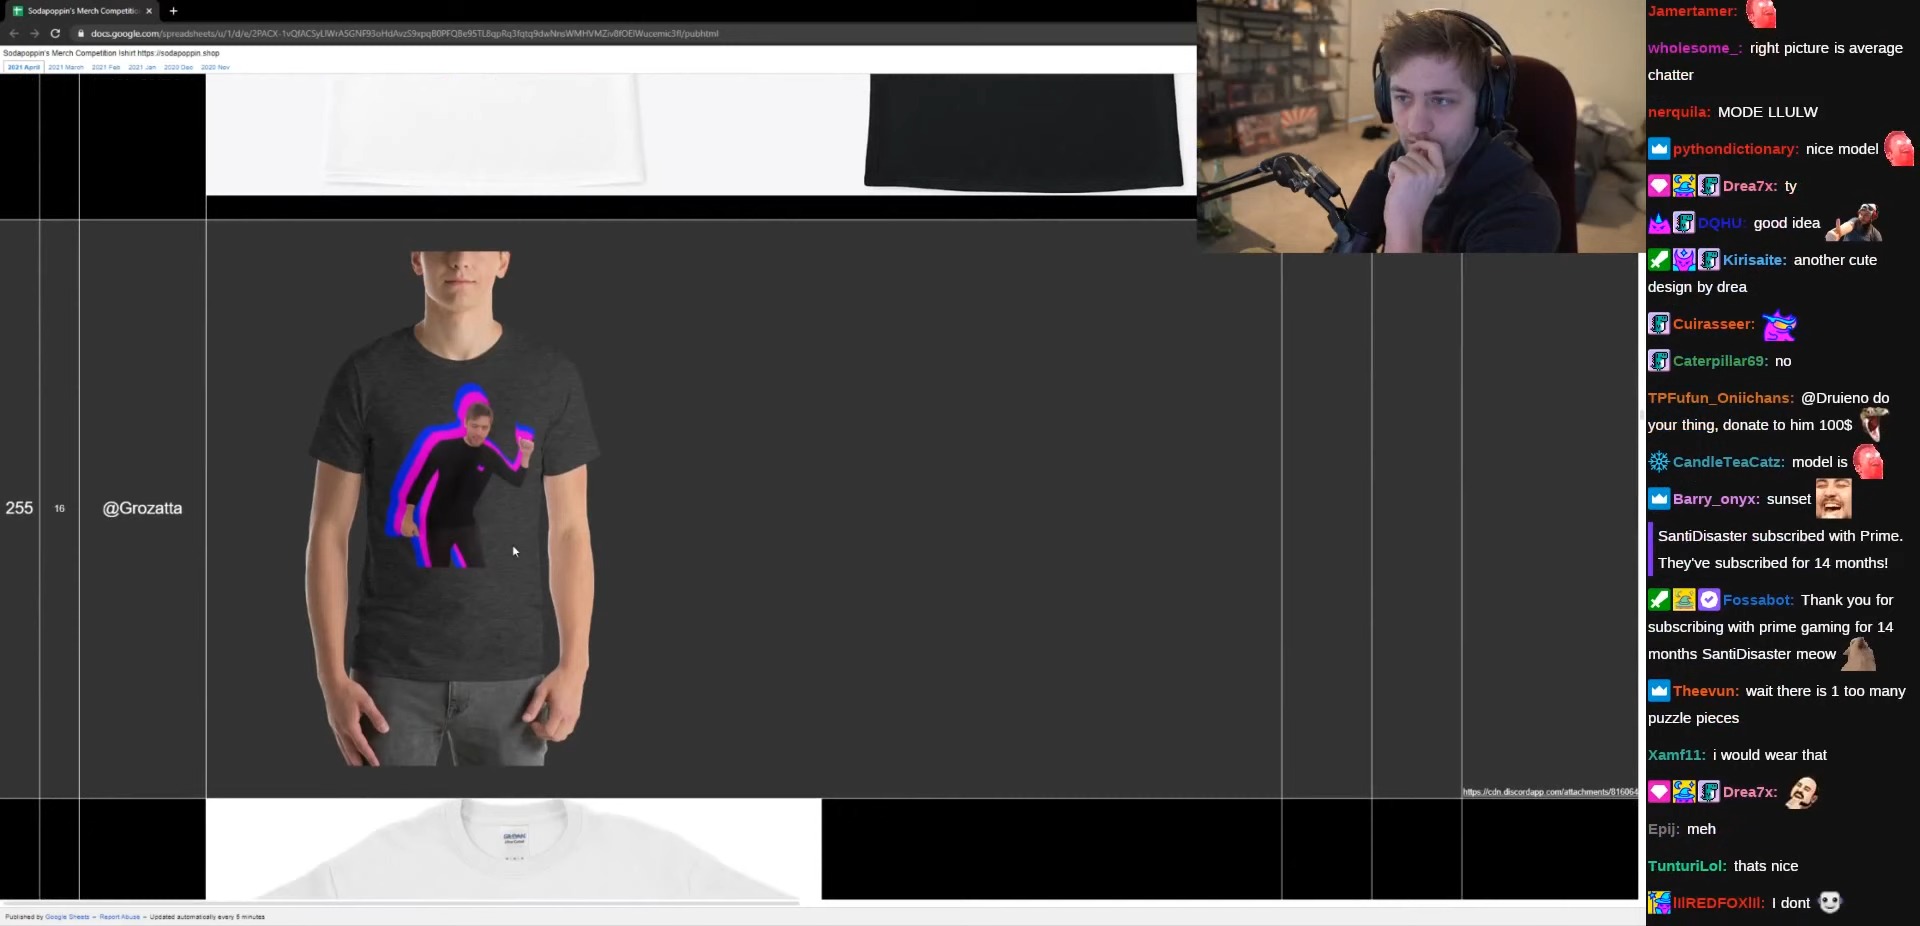 Sodapoppin's Merch Competitio
docs.google.com/spreadsheets/u/1/d/e/
Sodapoppin's Merch Competition !shirt https://sodapoppin.shop
2021 April 2021 March 2021 Feb 2021 Jan 2020 Dec 2020 Nov
255 16 @Grozatta
https://cdn.discordapp.com/attachments/816064
GILDAN
Published by Google Sheets – Report Abuse – Updated automatically every 5 minutes
Jamertamer:
wholesome_: right picture is average
chatter
nerquila: MODE LLULW
pythondictionary: nice model
Drea7x: ty
DQHU: good idea
Kirisaite: another cute
design by drea
Cuirasseer:
Caterpillar69: no
TPFufun_Oniichans: @Druieno do
your thing, donate to him 100$
CandleTeaCatz: model is
Barry_onyx: sunset
SantiDisaster subscribed with Prime.
They've subscribed for 14 months!
Fossabot: Thank you for
subscribing with prime gaming for 14
months SantiDisaster meow
Theevun: wait there is 1 too many
puzzle pieces
Xamf11: i would wear that
Drea7x:
Epij: meh
TunturiLol: thats nice
lIlREDFOXlIl: I dont